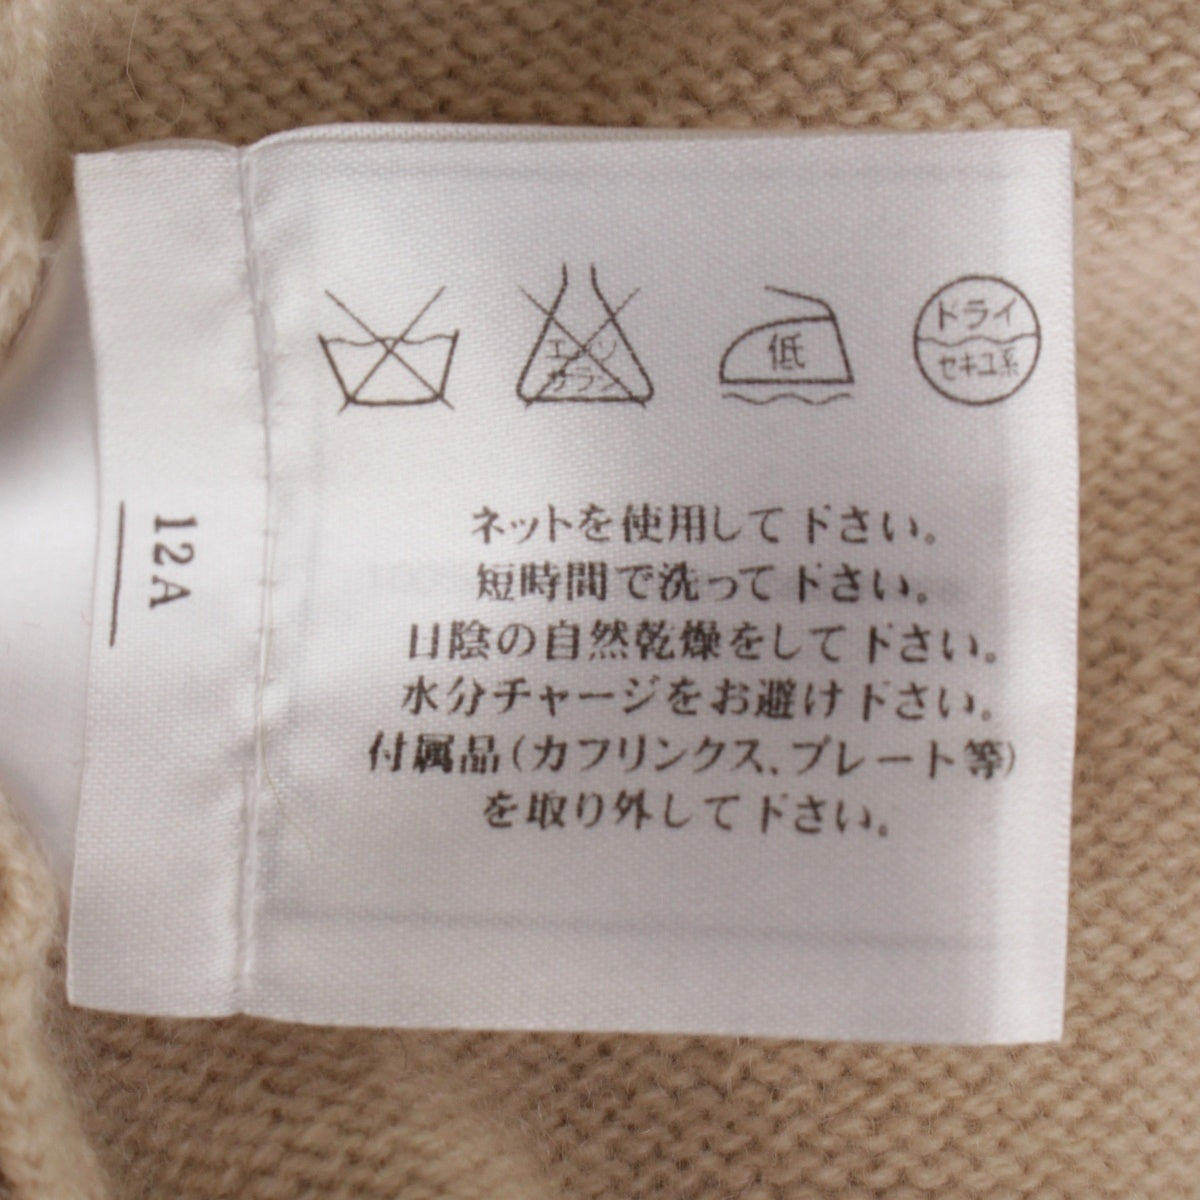 エンソ
サラシ
低
ドライ
セキユ系
ネットを使用して下さい。
短時間で洗って下さい。
日陰の自然乾燥をして下さい。
水分チャージをお避け下さい。
付属品(カフリンクス、プレート等)
を取り外して下さい。
12A